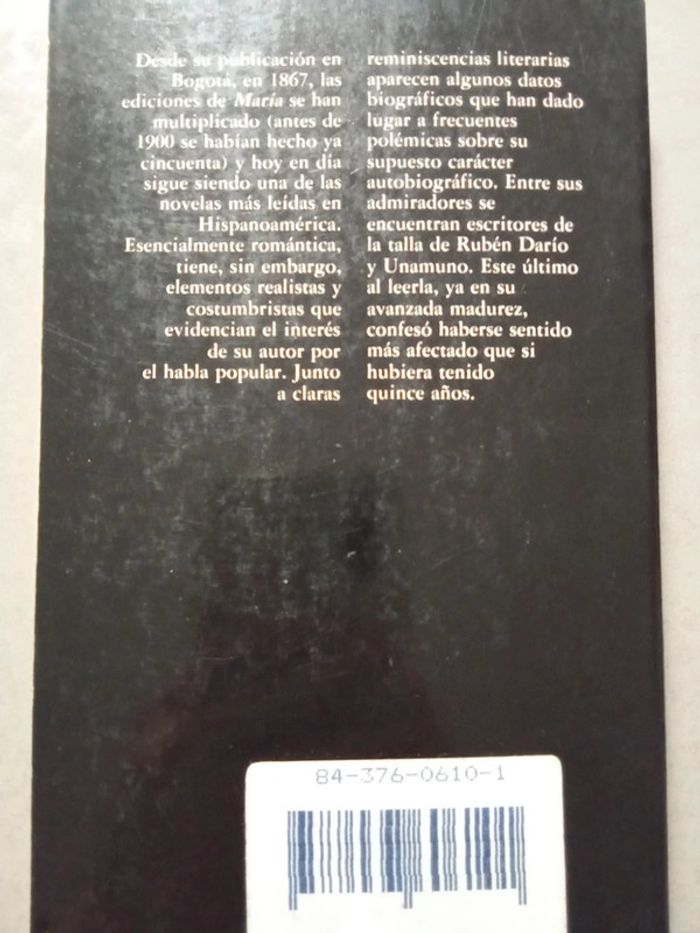 Desde su publicación en
Bogotá, en 1867, las
ediciones de María se han
multiplicado (antes de
1900 se habían hecho ya
cincuenta) y hoy en día
sigue siendo una de las
novelas más leídas en
Hispanoamérica.
Esencialmente romántica,
tiene, sin embargo,
elementos realistas y
costumbristas que
evidencian el interés
de su autor por
el habla popular. Junto
a claras
reminiscencias literarias
aparecen algunos datos
biográficos que han dado
lugar a frecuentes
polémicas sobre su
supuesto carácter
autobiográfico. Entre sus
admiradores se
encuentran escritores de
la talla de Rubén Darío
y Unamuno. Este último
al leerla, ya en su
avanzada madurez,
confesó haberse sentido
más afectado que si
hubiera tenido
quince años.
84-376-0610-1